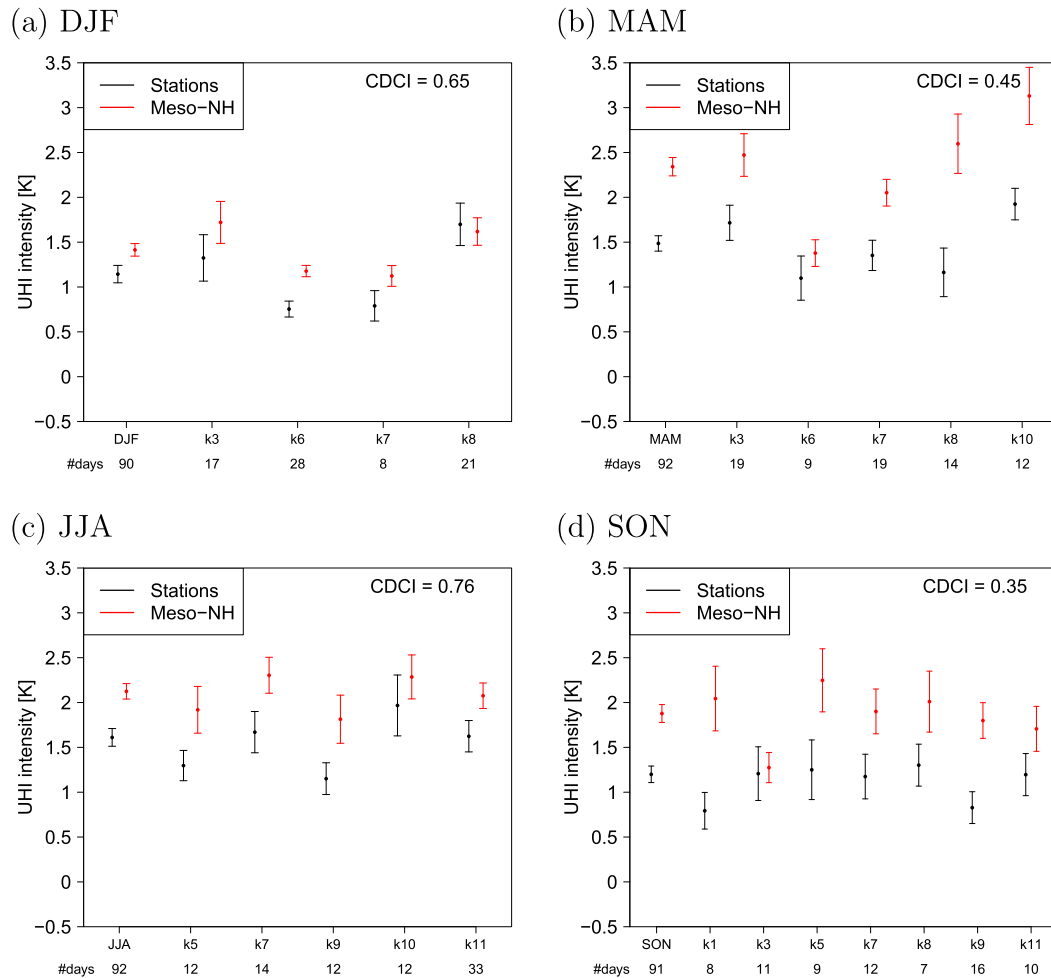 (a) DJF
UHI intensity [K]
3.5
3
2.5
2
1.5
1
0.5
0
−0.5
Stations
Meso−NH
CDCI = 0.65
DJF k3 k6 k7 k8
#days 90 17 28 8 21
(b) MAM
UHI intensity [K]
3.5
3
2.5
2
1.5
1
0.5
0
−0.5
Stations
Meso−NH
CDCI = 0.45
MAM k3 k6 k7 k8 k10
#days 92 19 9 19 14 12
(c) JJA
UHI intensity [K]
3.5
3
2.5
2
1.5
1
0.5
0
−0.5
Stations
Meso−NH
CDCI = 0.76
JJA k5 k7 k9 k10 k11
#days 92 12 14 12 12 33
(d) SON
UHI intensity [K]
3.5
3
2.5
2
1.5
1
0.5
0
−0.5
Stations
Meso−NH
CDCI = 0.35
SON k1 k3 k5 k7 k8 k9 k11
#days 91 8 11 9 12 7 16 10